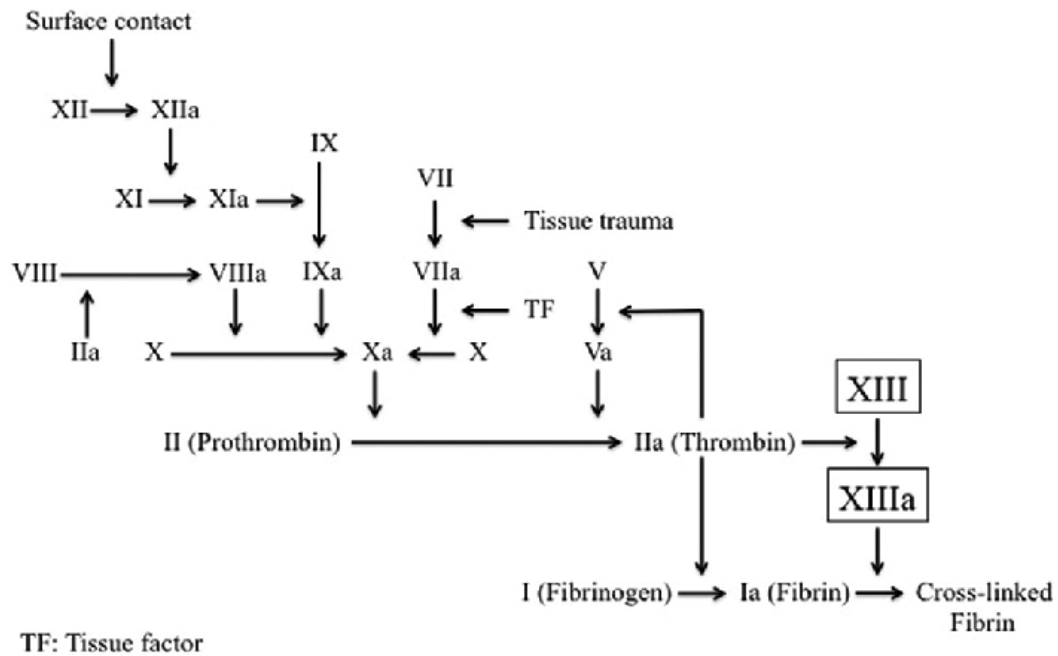 Surface contact
XII XIIa
IX
XI XIa
VII
Tissue trauma
VIII VIIIa IXa VIIa V
TF
IIa X Xa X Va
XIII
II (Prothrombin) IIa (Thrombin)
XIIIa
I (Fibrinogen) Ia (Fibrin) Cross-linked
Fibrin
TF: Tissue factor